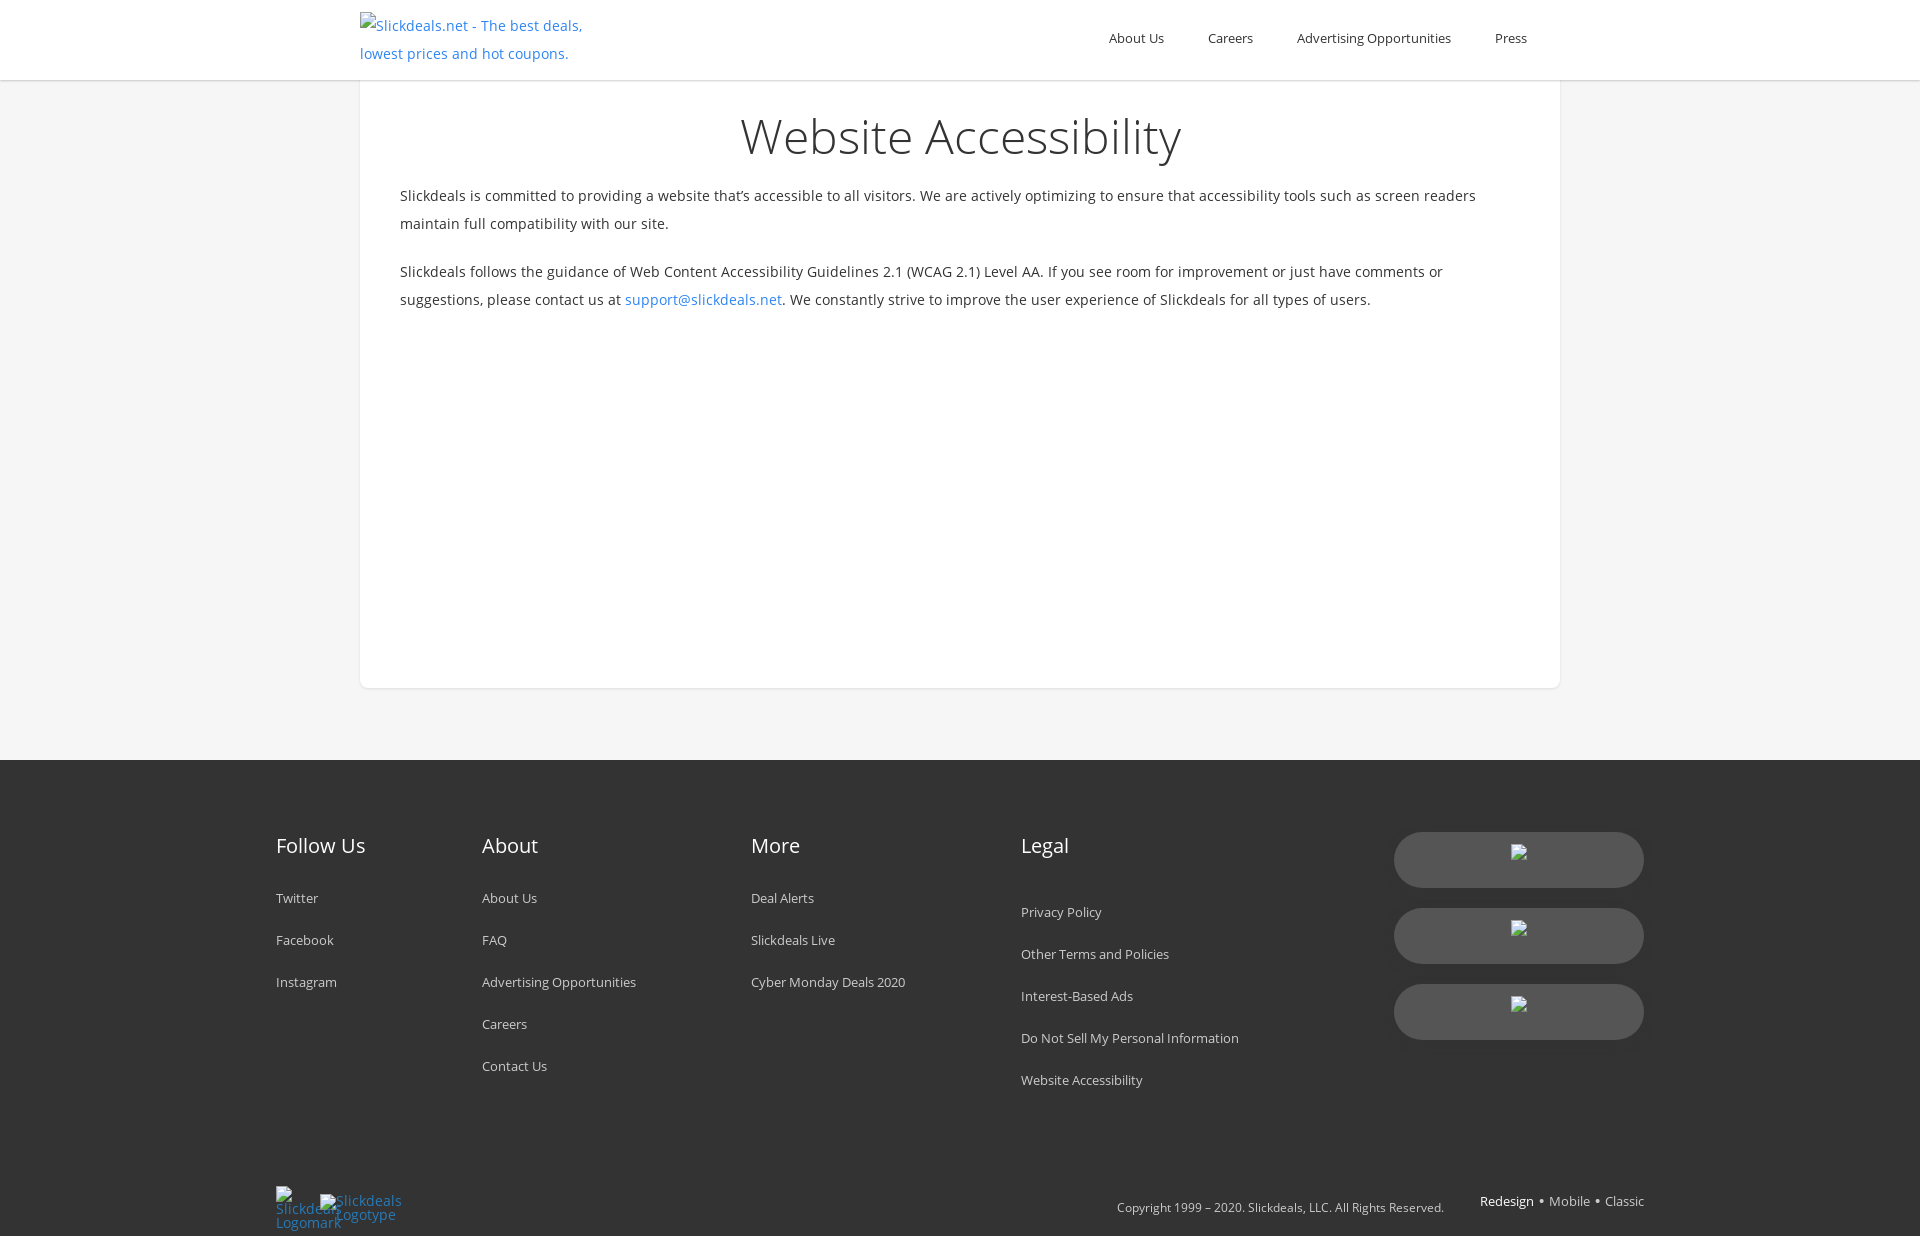 Slickdeals.net - The best deals,
lowest prices and hot coupons.
About Us
Careers
Advertising Opportunities
Press
Website Accessibility
Slickdeals is committed to providing a website that’s accessible to all visitors. We are actively optimizing to ensure that accessibility tools such as screen readers
maintain full compatibility with our site.
Slickdeals follows the guidance of Web Content Accessibility Guidelines 2.1 (WCAG 2.1) Level AA. If you see room for improvement or just have comments or
suggestions, please contact us at support@slickdeals.net. We constantly strive to improve the user experience of Slickdeals for all types of users.
Follow Us
Twitter
Facebook
Instagram
About
About Us
FAQ
Advertising Opportunities
Careers
Contact Us
More
Deal Alerts
Slickdeals Live
Cyber Monday Deals 2020
Legal
Privacy Policy
Other Terms and Policies
Interest-Based Ads
Do Not Sell My Personal Information
Website Accessibility
Slickdeals
Logomark
Slickdeals
Logotype
Copyright 1999 – 2020. Slickdeals, LLC. All Rights Reserved.
Redesign • Mobile • Classic